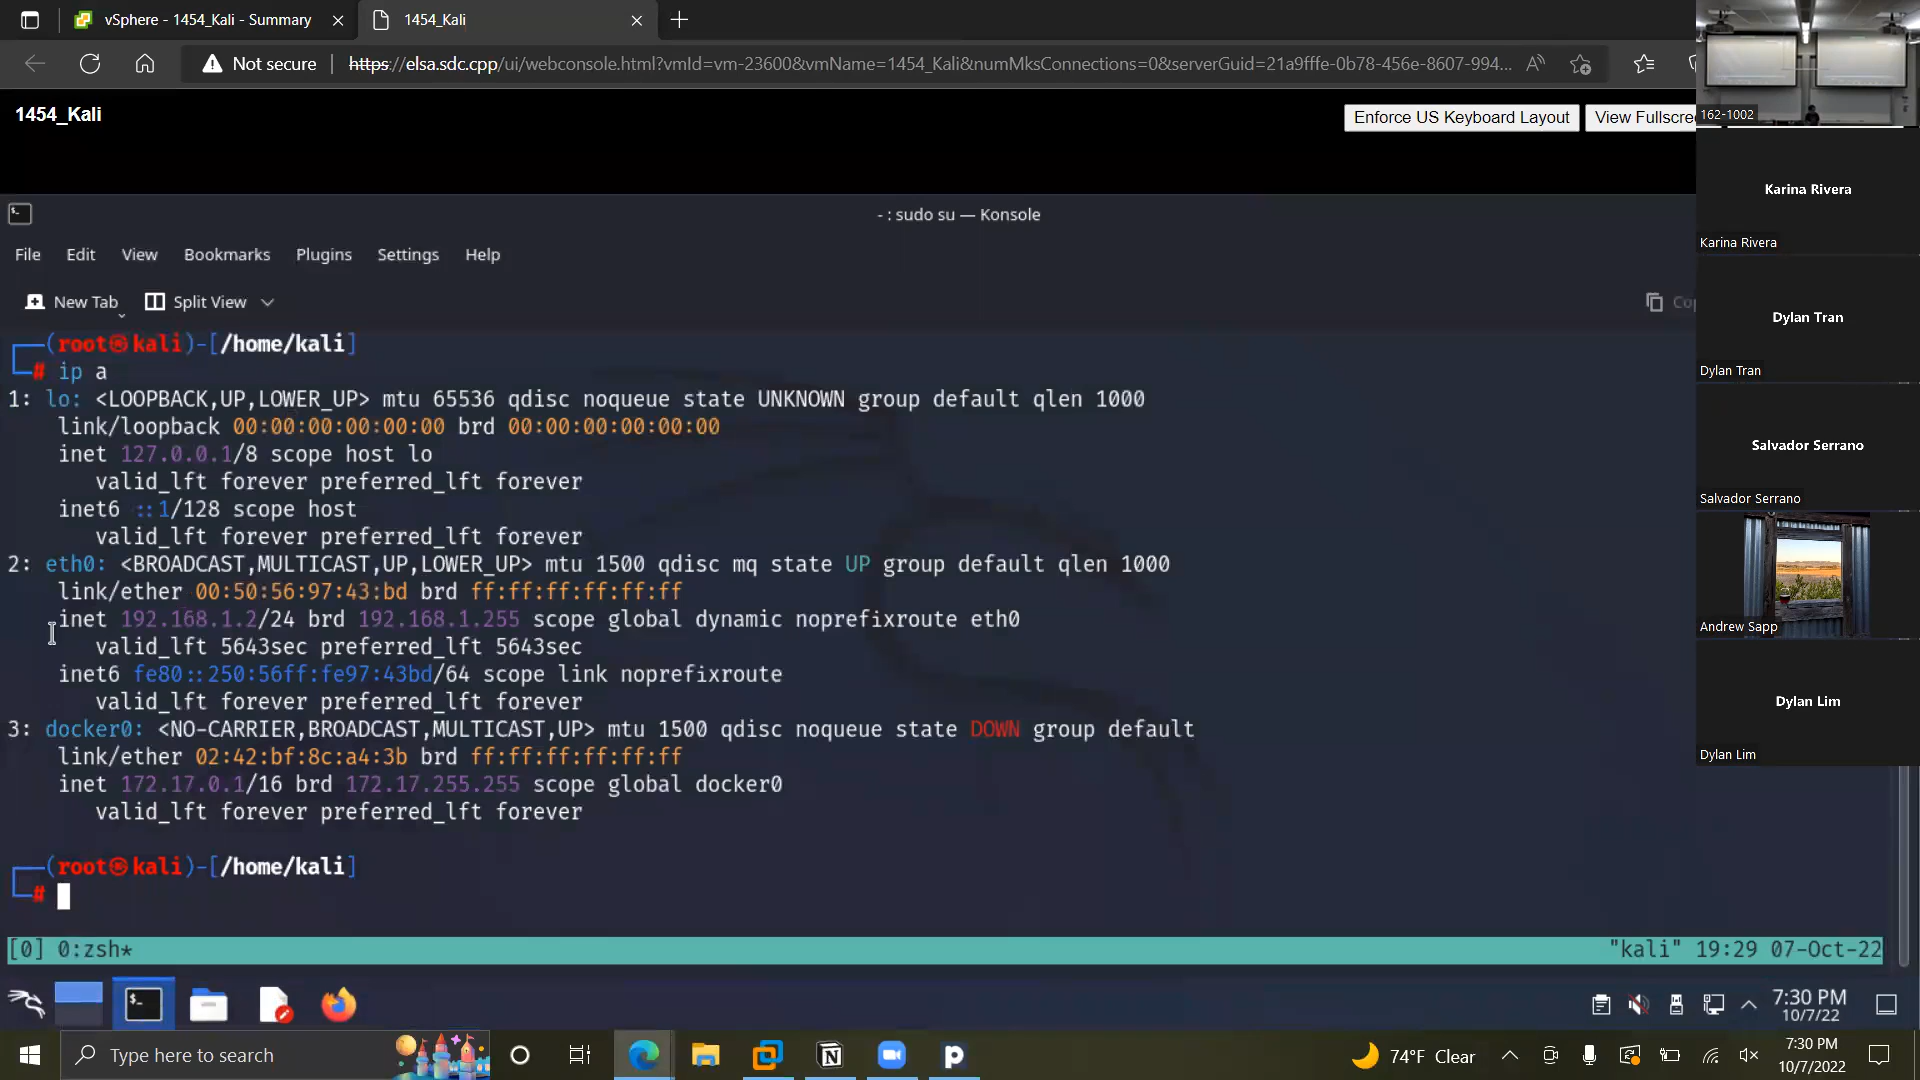 vSphere - 1454_Kali - Summary
1454_Kali
Not secure
https://elsa.sdc.cpp/ui/webconsole.html?vmId=vm-23600&vmName=1454_Kali&numMksConnections=0&serverGuid=21a9fffe-0b78-456e-8607-994...
1454_Kali
Enforce US Keyboard Layout
View Fullscre
162-1002
Karina Rivera
Karina Rivera
Dylan Tran
Dylan Tran
Salvador Serrano
Salvador Serrano
Andrew Sapp
Dylan Lim
Dylan Lim
- : sudo su — Konsole
File Edit View Bookmarks Plugins Settings Help
New Tab Split View
(root㉿kali)-[/home/kali]
# ip a
1: lo: <LOOPBACK,UP,LOWER_UP> mtu 65536 qdisc noqueue state UNKNOWN group default qlen 1000
link/loopback 00:00:00:00:00:00 brd 00:00:00:00:00:00
inet 127.0.0.1/8 scope host lo
valid_lft forever preferred_lft forever
inet6 ::1/128 scope host
valid_lft forever preferred_lft forever
2: eth0: <BROADCAST,MULTICAST,UP,LOWER_UP> mtu 1500 qdisc mq state UP group default qlen 1000
link/ether 00:50:56:97:43:bd brd ff:ff:ff:ff:ff:ff
inet 192.168.1.2/24 brd 192.168.1.255 scope global dynamic noprefixroute eth0
valid_lft 5643sec preferred_lft 5643sec
inet6 fe80::250:56ff:fe97:43bd/64 scope link noprefixroute
valid_lft forever preferred_lft forever
3: docker0: <NO-CARRIER,BROADCAST,MULTICAST,UP> mtu 1500 qdisc noqueue state DOWN group default
link/ether 02:42:bf:8c:a4:3b brd ff:ff:ff:ff:ff:ff
inet 172.17.0.1/16 brd 172.17.255.255 scope global docker0
valid_lft forever preferred_lft forever
(root㉿kali)-[/home/kali]
#
[0] 0:zsh* "kali" 19:29 07-Oct-22
7:30 PM
10/7/22
Type here to search
74°F Clear
7:30 PM
10/7/2022